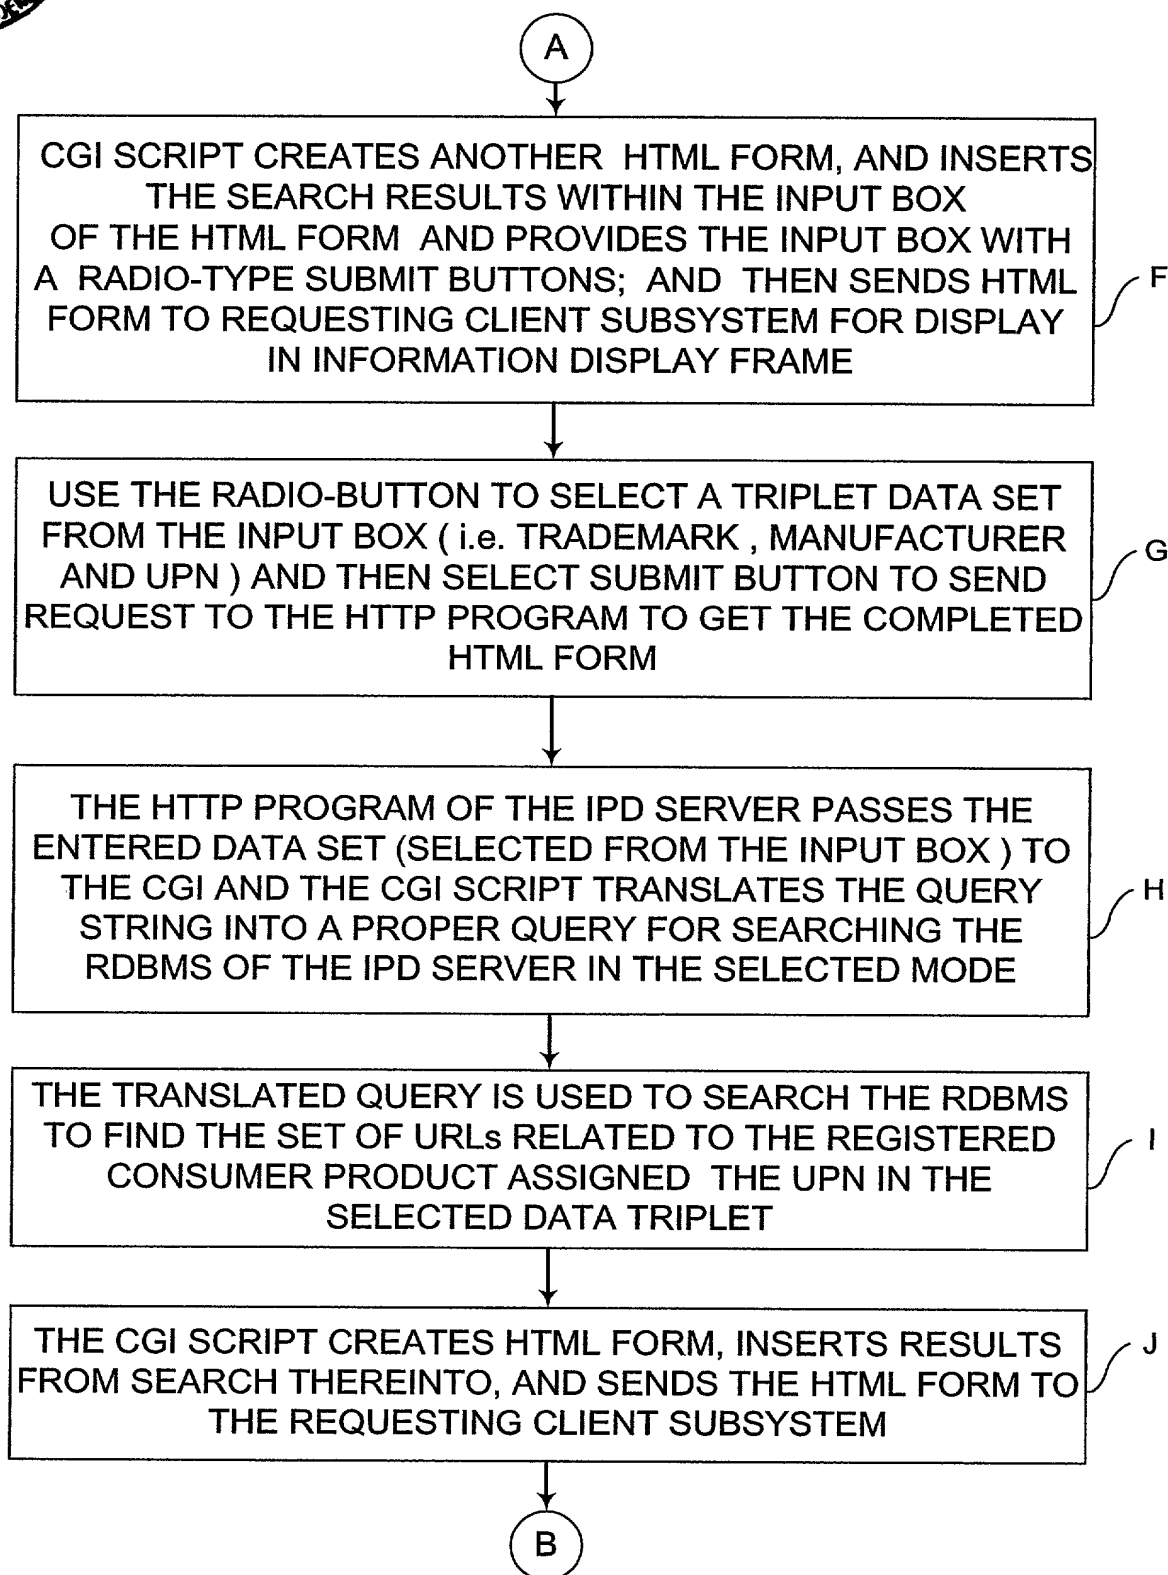 A
CGI SCRIPT CREATES ANOTHER HTML FORM, AND INSERTS
THE SEARCH RESULTS WITHIN THE INPUT BOX
OF THE HTML FORM AND PROVIDES THE INPUT BOX WITH
A RADIO-TYPE SUBMIT BUTTONS; AND THEN SENDS HTML
FORM TO REQUESTING CLIENT SUBSYSTEM FOR DISPLAY
IN INFORMATION DISPLAY FRAME
F
USE THE RADIO-BUTTON TO SELECT A TRIPLET DATA SET
FROM THE INPUT BOX ( i.e. TRADEMARK , MANUFACTURER
AND UPN ) AND THEN SELECT SUBMIT BUTTON TO SEND
REQUEST TO THE HTTP PROGRAM TO GET THE COMPLETED
HTML FORM
G
THE HTTP PROGRAM OF THE IPD SERVER PASSES THE
ENTERED DATA SET (SELECTED FROM THE INPUT BOX ) TO
THE CGI AND THE CGI SCRIPT TRANSLATES THE QUERY
STRING INTO A PROPER QUERY FOR SEARCHING THE
RDBMS OF THE IPD SERVER IN THE SELECTED MODE
H
THE TRANSLATED QUERY IS USED TO SEARCH THE RDBMS
TO FIND THE SET OF URLs RELATED TO THE REGISTERED
CONSUMER PRODUCT ASSIGNED THE UPN IN THE
SELECTED DATA TRIPLET
I
THE CGI SCRIPT CREATES HTML FORM, INSERTS RESULTS
FROM SEARCH THEREINTO, AND SENDS THE HTML FORM TO
THE REQUESTING CLIENT SUBSYSTEM
J
B